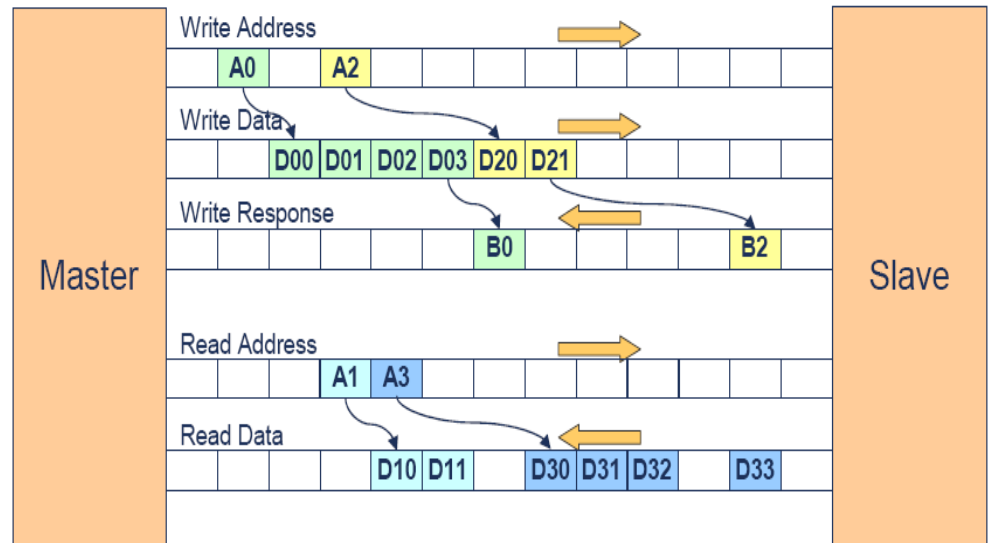 Write Address
A0 A2
Write Data
D00 D01 D02 D03 D20 D21
Write Response
B0 B2
Master
Slave
Read Address
A1 A3
Read Data
D10 D11 D30 D31 D32 D33